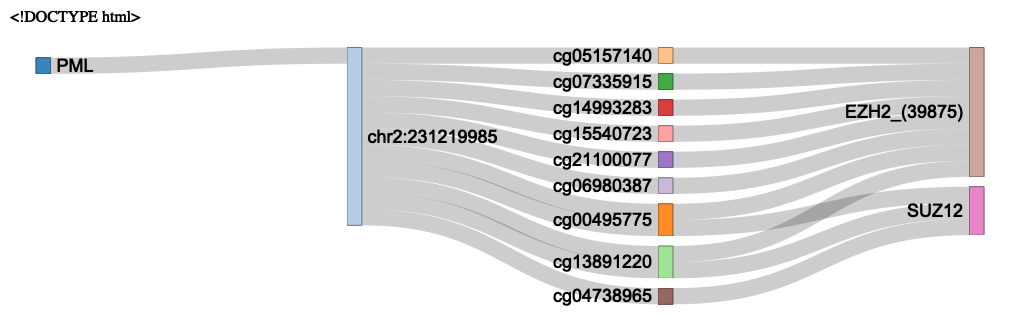 <!DOCTYPE html>
PML
chr2:231219985
cg05157140
cg07335915
cg14993283
cg15540723
cg21100077
cg06980387
cg00495775
cg13891220
cg04738965
EZH2_(39875)
SUZ12